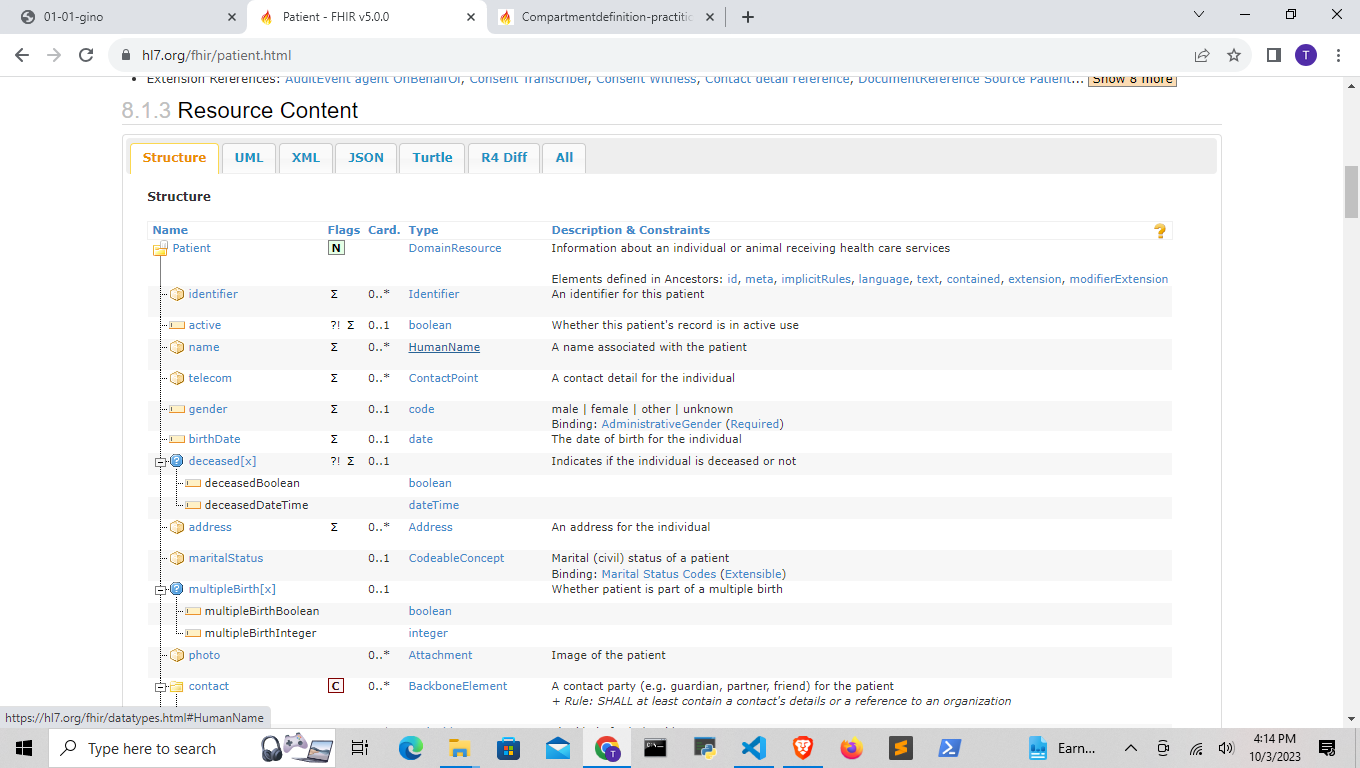 01-01-gino
Patient - FHIR v5.0.0
Compartmentdefinition-practitio
hl7.org/fhir/patient.html
T
Extension References: AuditEvent agent OnBehalfOf, Consent Transcriber, Consent Witness, Contact detail reference, DocumentReference Source Patient... Show 8 more
8.1.3 Resource Content
Structure UML XML JSON Turtle R4 Diff All
Structure
Name Flags Card. Type Description & Constraints ?
Patient N DomainResource Information about an individual or animal receiving health care services
Elements defined in Ancestors: id, meta, implicitRules, language, text, contained, extension, modifierExtension
identifier Σ 0..* Identifier An identifier for this patient
active ?! Σ 0..1 boolean Whether this patient's record is in active use
name Σ 0..* HumanName A name associated with the patient
telecom Σ 0..* ContactPoint A contact detail for the individual
gender Σ 0..1 code male | female | other | unknown
Binding: AdministrativeGender (Required)
birthDate Σ 0..1 date The date of birth for the individual
deceased[x] ?! Σ 0..1 Indicates if the individual is deceased or not
deceasedBoolean boolean
deceasedDateTime dateTime
address Σ 0..* Address An address for the individual
maritalStatus 0..1 CodeableConcept Marital (civil) status of a patient
Binding: Marital Status Codes (Extensible)
multipleBirth[x] 0..1 Whether patient is part of a multiple birth
multipleBirthBoolean boolean
multipleBirthInteger integer
photo 0..* Attachment Image of the patient
contact C 0..* BackboneElement A contact party (e.g. guardian, partner, friend) for the patient
+ Rule: SHALL at least contain a contact's details or a reference to an organization
https://hl7.org/fhir/datatypes.html#HumanName
Type here to search
T
Earn...
4:14 PM
10/3/2023